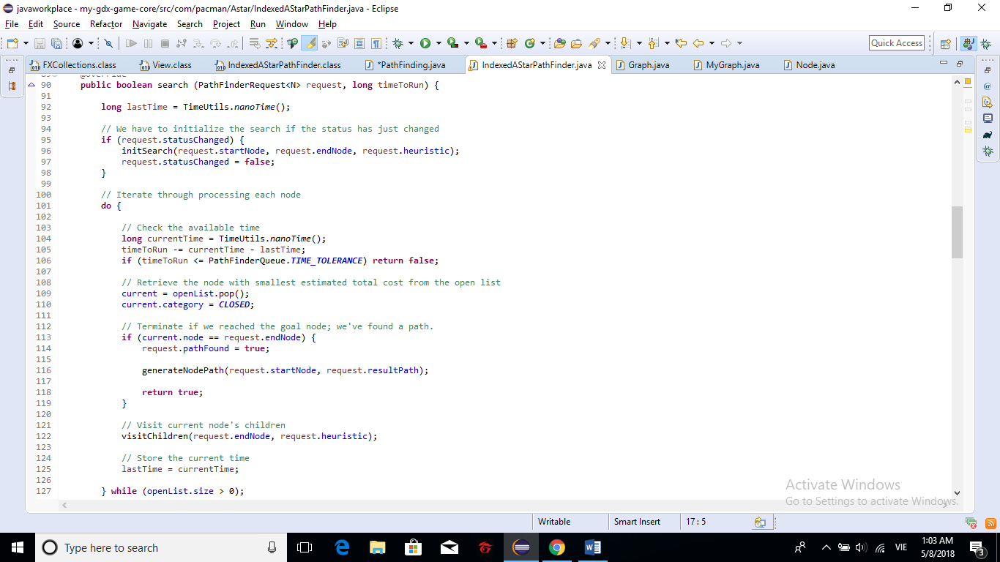 javaworkplace - my-gdx-game-core/src/com/pacman/Astar/IndexedAStarPathFinder.java - Eclipse
File Edit Source Refactor Navigate Search Project Run Window Help
Quick Access
FXCollections.class View.class IndexedAStarPathFinder.class *PathFinding.java IndexedAStarPathFinder.java Graph.java MyGraph.java Node.java
89 @Override
90 public boolean search (PathFinderRequest<N> request, long timeToRun) {
91
92 long lastTime = TimeUtils.nanoTime();
93
94 // We have to initialize the search if the status has just changed
95 if (request.statusChanged) {
96 initSearch(request.startNode, request.endNode, request.heuristic);
97 request.statusChanged = false;
98 }
99
100 // Iterate through processing each node
101 do {
102
103 // Check the available time
104 long currentTime = TimeUtils.nanoTime();
105 timeToRun -= currentTime - lastTime;
106 if (timeToRun <= PathFinderQueue.TIME_TOLERANCE) return false;
107
108 // Retrieve the node with smallest estimated total cost from the open list
109 current = openList.pop();
110 current.category = CLOSED;
111
112 // Terminate if we reached the goal node; we've found a path.
113 if (current.node == request.endNode) {
114 request.pathFound = true;
115
116 generateNodePath(request.startNode, request.resultPath);
117
118 return true;
119 }
120
121 // Visit current node's children
122 visitChildren(request.endNode, request.heuristic);
123
124 // Store the current time
125 lastTime = currentTime;
126
127 } while (openList.size > 0);
Activate Windows
Go to Settings to activate Windows.
Writable Smart Insert 17 : 5
Type here to search
VIE
1:03 AM
5/8/2018
3